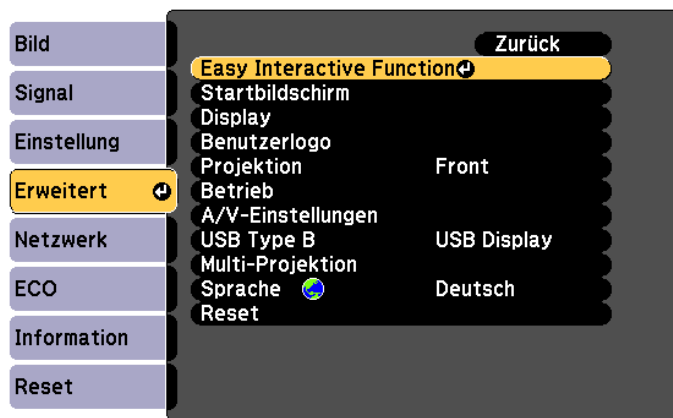 Bild
Signal
Einstellung
Erweitert
Netzwerk
ECO
Information
Reset
Zurück
Easy Interactive Function
Startbildschirm
Display
Benutzerlogo
Projektion Front
Betrieb
A/V-Einstellungen
USB Type B USB Display
Multi-Projektion
Sprache Deutsch
Reset